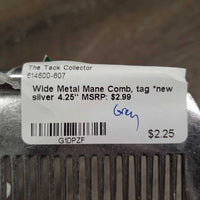 The Tack Collector
614600-607
Wide Metal Mane Comb, tag *new
silver 4.25" MSRP: $2.99
Grey
G1DPZF
$2.25